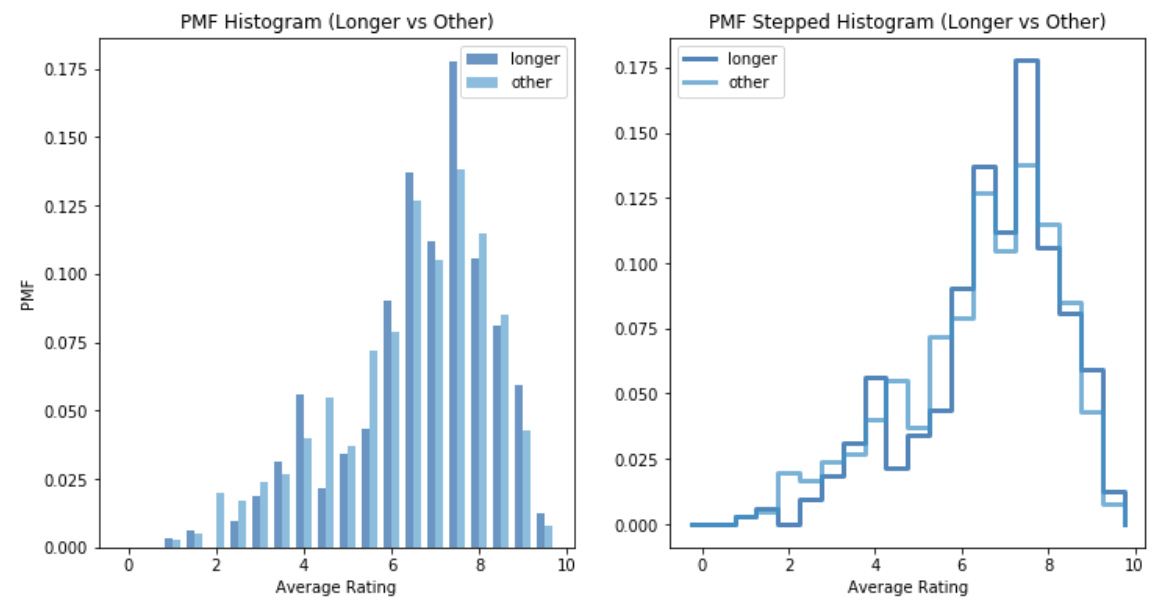 PMF Histogram (Longer vs Other)
longer
other
0.175
0.150
0.125
0.100
0.075
0.050
0.025
0.000
PMF
0 2 4 6 8 10
Average Rating
PMF Stepped Histogram (Longer vs Other)
longer
other
0.175
0.150
0.125
0.100
0.075
0.050
0.025
0.000
0 2 4 6 8 10
Average Rating